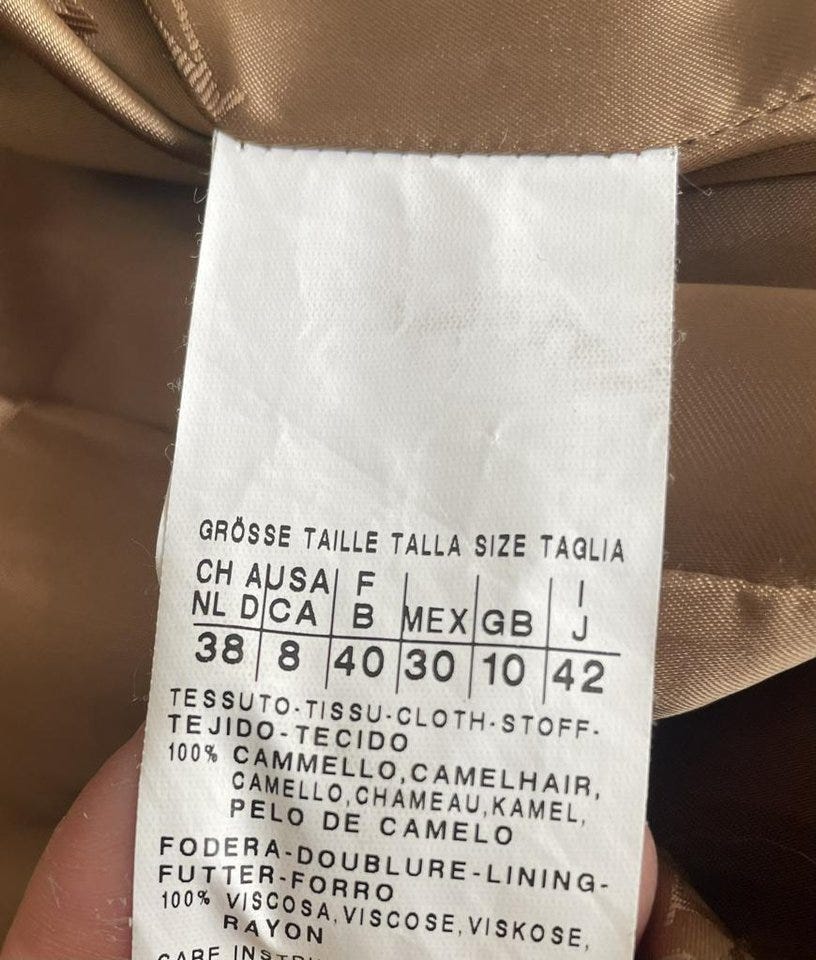 GRÖSSE TAILLE TALLA SIZE TAGLIA
CH A USA F I
NL D CA B MEX GB J
38 8 40 30 10 42
TESSUTO-TISSU-CLOTH-STOFF-
TEJIDO-TECIDO
100% CAMMELLO,CAMELHAIR,
CAMELLO,CHAMEAU,KAMEL,
PELO DE CAMELO
FODERA-DOUBLURE-LINING-
FUTTER-FORRO
100% VISCOSA,VISCOSE,VISKOSE,
RAYON
CARE